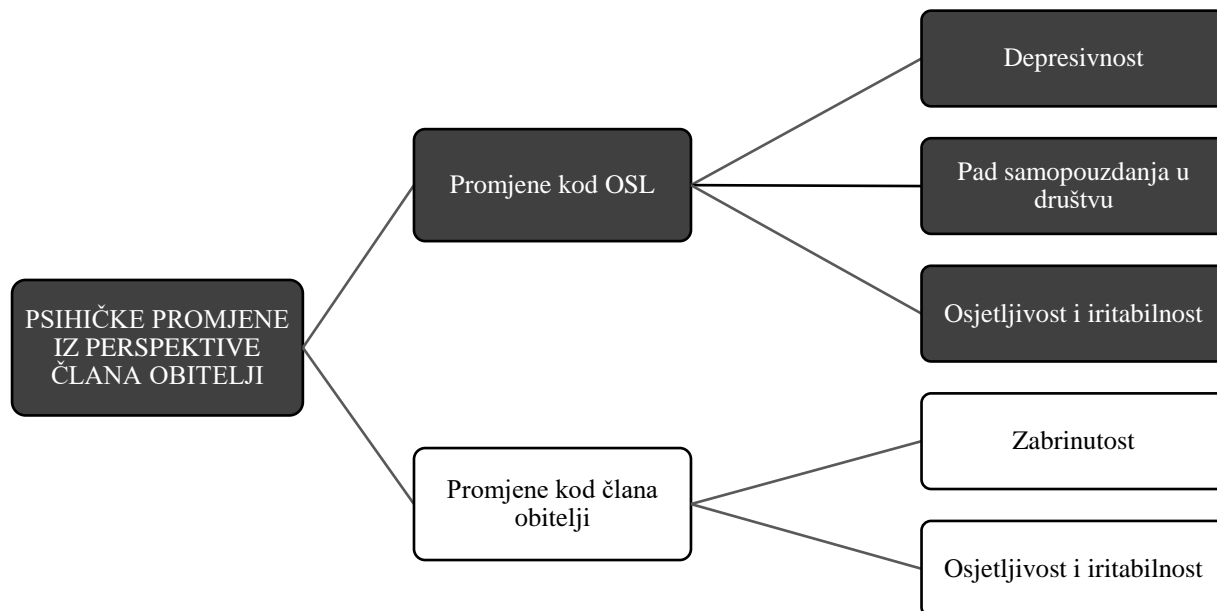 PSIHIČKE PROMJENE
IZ PERSPEKTIVE
ČLANA OBITELJI
Promjene kod OSL
Depresivnost
Pad samopouzdanja u
društvu
Osjetljivost i iritabilnost
Promjene kod člana
obitelji
Zabrinutost
Osjetljivost i iritabilnost